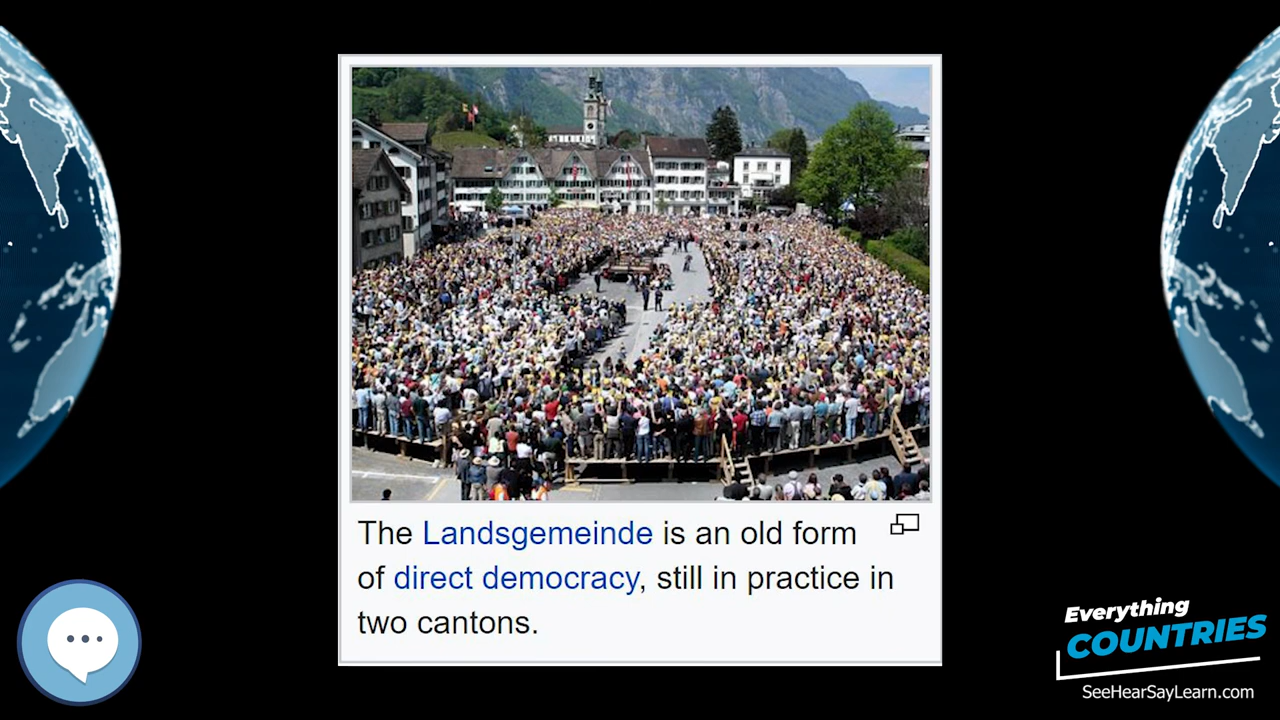 The Landsgemeinde is an old form
of direct democracy, still in practice in
two cantons.
Everything
COUNTRIES
SeeHearSayLearn.com